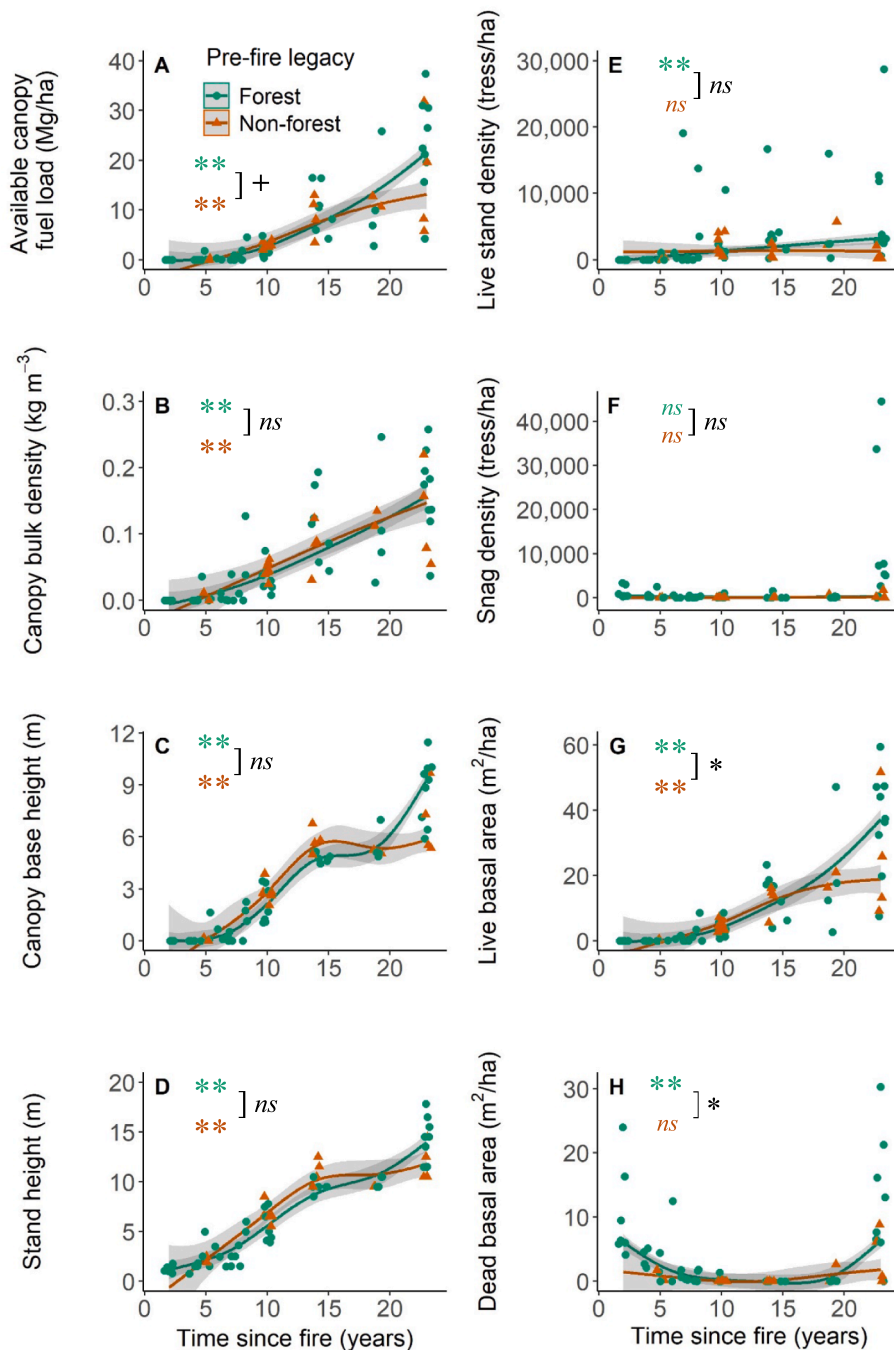 A
Pre-fire legacy
Forest
Non-forest
Available canopy
fuel load (Mg/ha)
40
30
20
10
0
** ] +
**
0 5 10 15 20
E
Live stand density (tress/ha)
30,000
20,000
10,000
0
** ] ns
ns
0 5 10 15 20
B
Canopy bulk density (kg m⁻³)
0.3
0.2
0.1
0.0
** ] ns
**
0 5 10 15 20
F
Snag density (tress/ha)
40,000
30,000
20,000
10,000
0
ns ] ns
ns
0 5 10 15 20
C
Canopy base height (m)
12
9
6
3
0
** ] ns
**
0 5 10 15 20
G
Live basal area (m²/ha)
60
40
20
0
** ] *
**
0 5 10 15 20
D
Stand height (m)
20
15
10
5
0
** ] ns
**
0 5 10 15 20
Time since fire (years)
H
Dead basal area (m²/ha)
30
20
10
0
** ] *
ns
0 5 10 15 20
Time since fire (years)